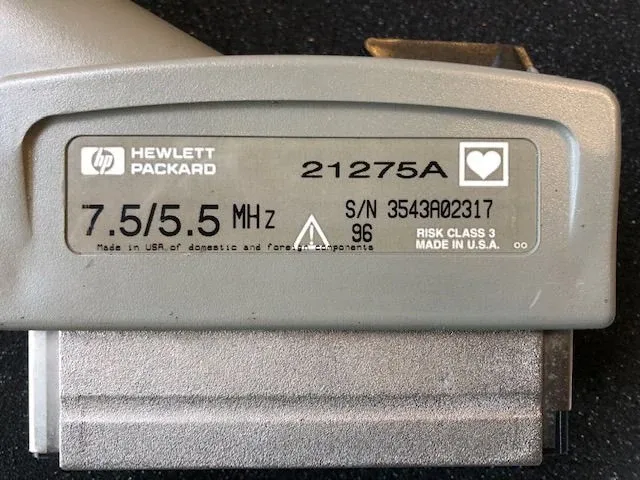 hp HEWLETT
PACKARD
21275A
7.5/5.5 MHz
S/N 3543A02317
96
RISK CLASS 3
MADE IN U.S.A.
Made in USA of domestic and foreign components